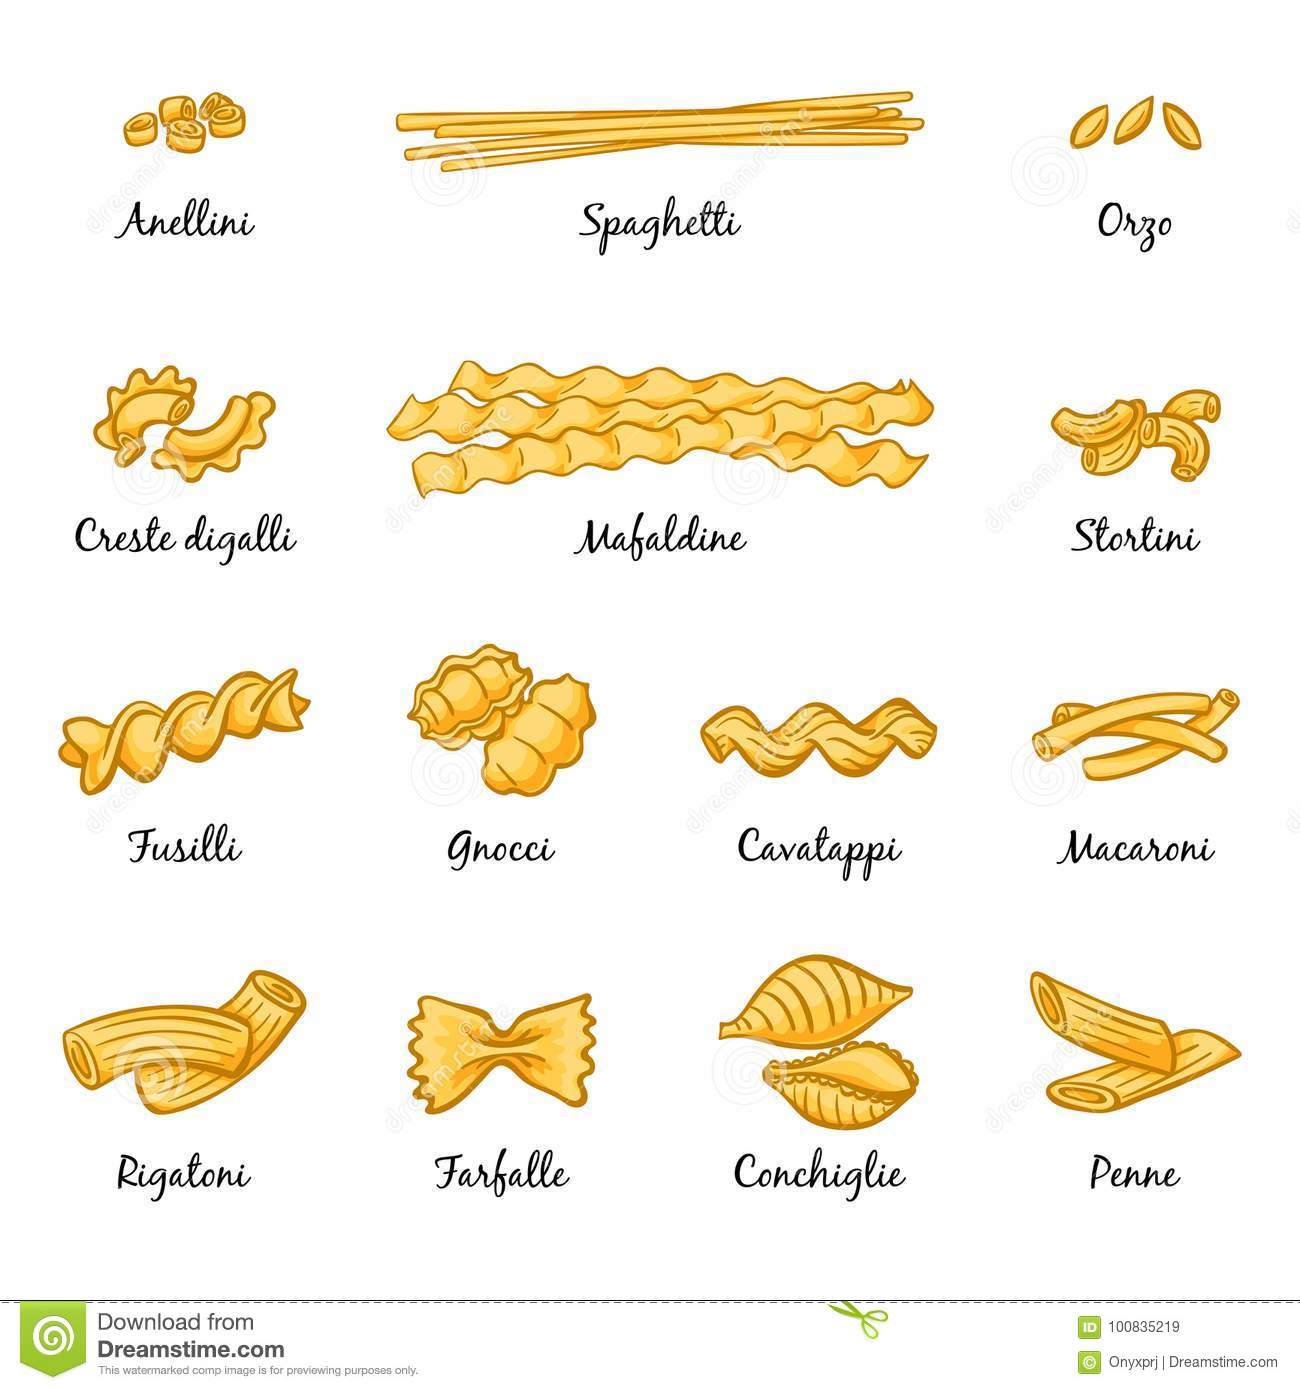 Anellini
Spaghetti
Orzo
Creste digalli
Mafaldine
Stortini
Fusilli
Gnocci
Cavatappi
Macaroni
Rigatoni
Farfalle
Conchiglie
Penne
Download from
Dreamstime.com
This watermarked comp image is for previewing purposes only.
ID 100835219
© Onyxprj | Dreamstime.com